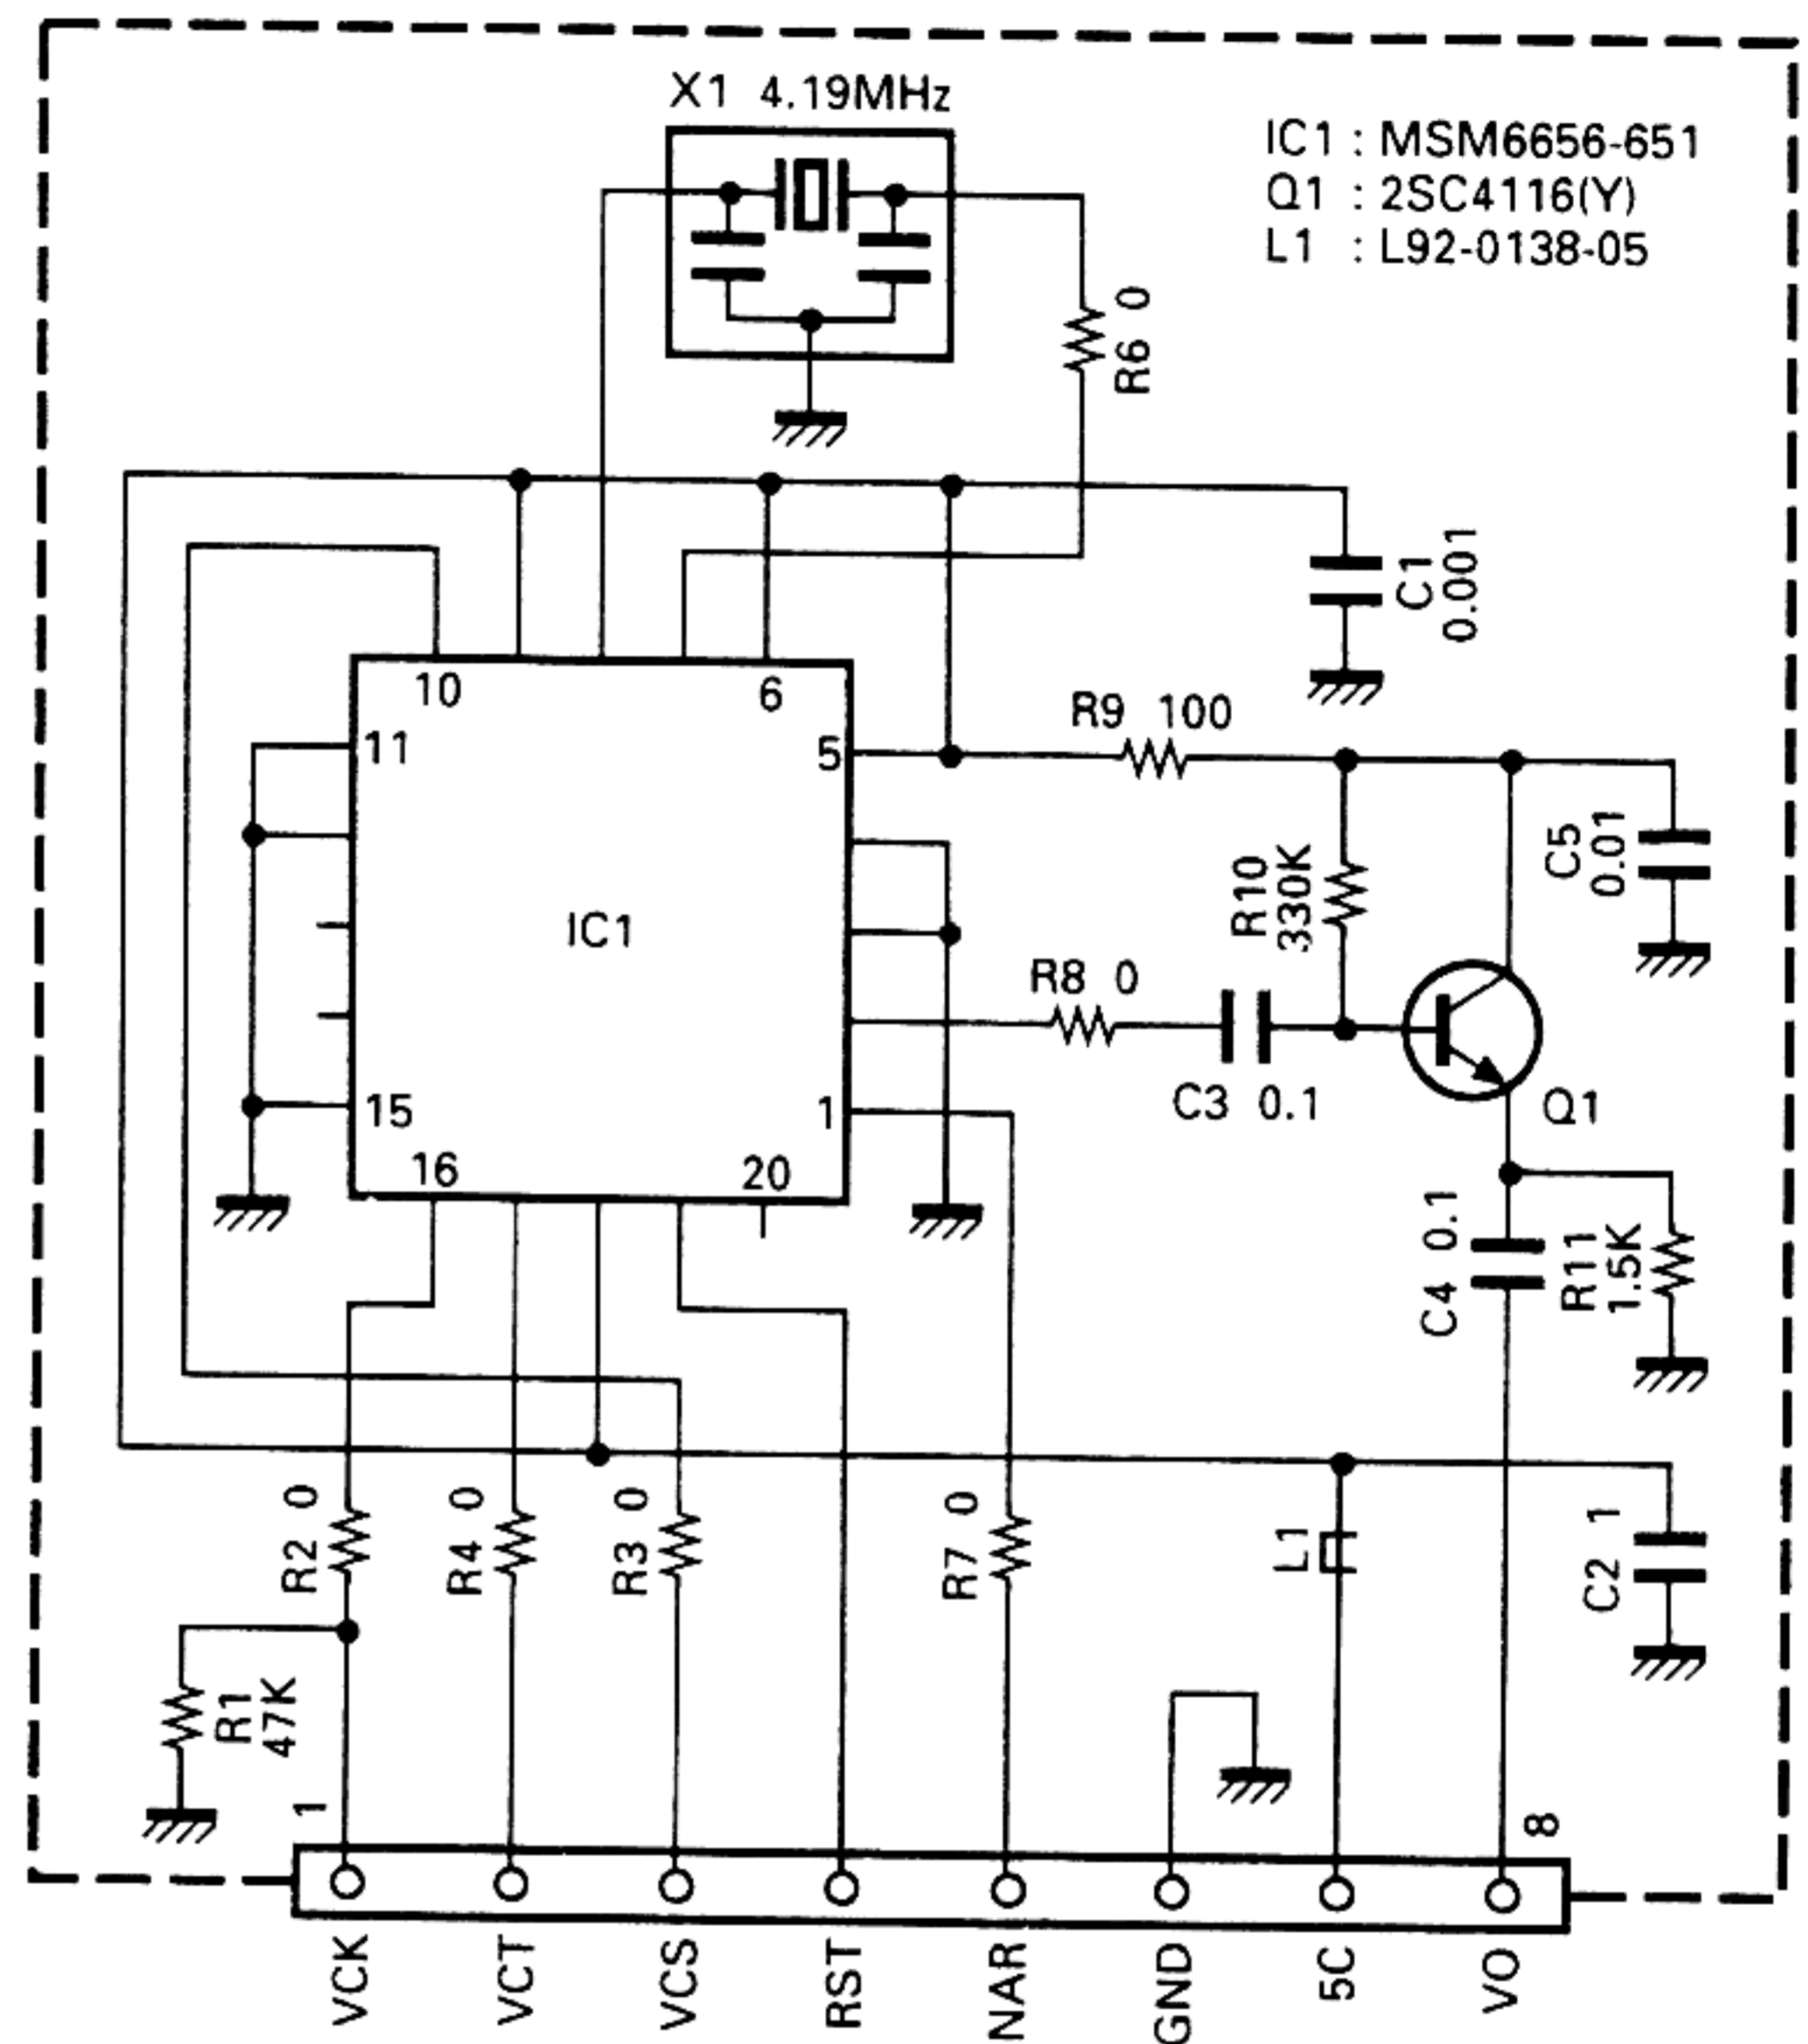 X1 4.19MHz
IC1 : MSM6656-651
Q1 : 2SC4116(Y)
L1 : L92-0138-05
R6 0
C1
0.001
10
6
11
5
R9 100
C5
0.01
R10
330K
IC1
R8 0
C3 0.1
Q1
15
1
16
20
C4 0.1
R11
1.5K
R2 0
R4 0
R3 0
R7 0
L1
C2 1
R1
47K
1
8
VCK
VCT
VCS
RST
NAR
GND
5C
VO